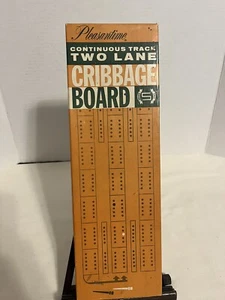 Pleasantime
CONTINUOUS TRACK
TWO LANE
CRIBBAGE
BOARD